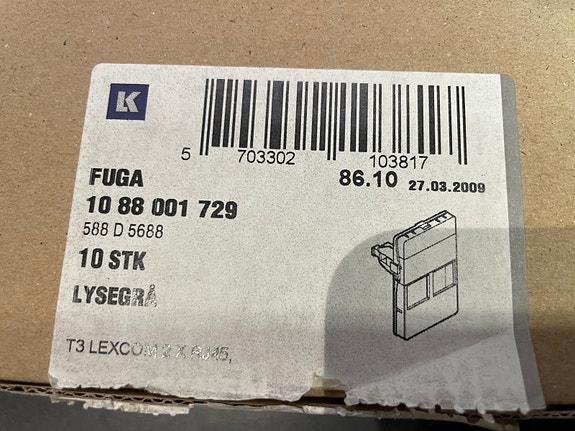 LK
5 703302 103817
86.10 27.03.2009
FUGA
10 88 001 729
588 D 5688
10 STK
LYSEGRÅ
T3 LEXCOM 2 X RJ45,